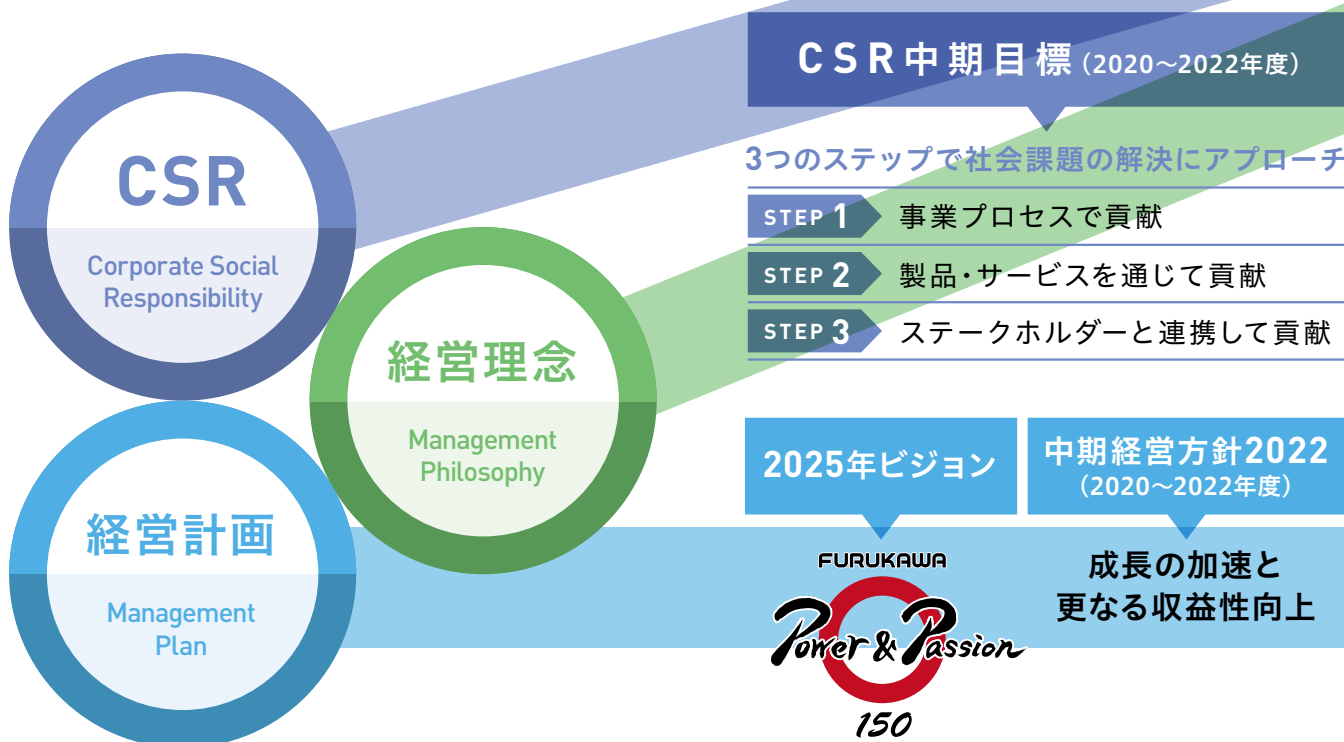 CSR
Corporate Social
Responsibility
経営理念
Management
Philosophy
経営計画
Management
Plan
CSR中期目標(2020〜2022年度)
3つのステップで社会課題の解決にアプローチ
STEP 1 事業プロセスで貢献
STEP 2 製品・サービスを通じて貢献
STEP 3 ステークホルダーと連携して貢献
2025年ビジョン
FURUKAWA
Power & Passion
150
中期経営方針2022
(2020〜2022年度)
成長の加速と
更なる収益性向上